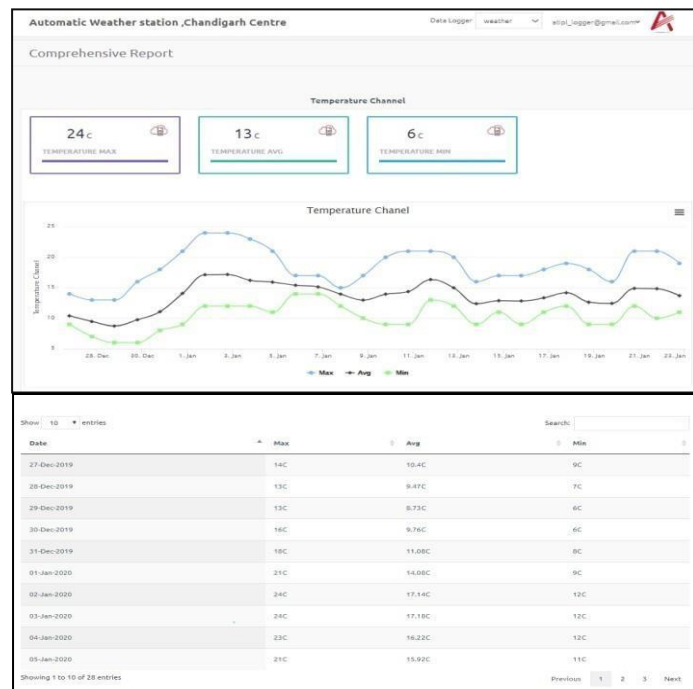 Automatic Weather station ,Chandigarh Centre Data Logger weather
Comprehensive Report
Temperature Channel
24 c 13 c 6 c
TEMPERATURE MAX TEMPERATURE AVG TEMPERATURE MIN
Temperature Chanel
Temperature Chanel
25
20
15
10
5
28. Dec 30. Dec 1. Jan 3. Jan 5. Jan 7. Jan 9. Jan 11. Jan 13. Jan 15. Jan 17. Jan 19. Jan 21. Jan 23. Jan
Max Avg Min
Show 10 entries Search:
Date Max Avg Min
27-Dec-2019 14C 10.4C 9C
28-Dec-2019 13C 9.47C 7C
29-Dec-2019 13C 8.73C 6C
30-Dec-2019 16C 9.76C 6C
31-Dec-2019 18C 11.08C 8C
01-Jan-2020 21C 14.08C 9C
02-Jan-2020 24C 17.14C 12C
03-Jan-2020 24C 17.18C 12C
04-Jan-2020 23C 16.22C 12C
05-Jan-2020 21C 15.92C 11C
Showing 1 to 10 of 28 entries Previous 1 2 3 Next